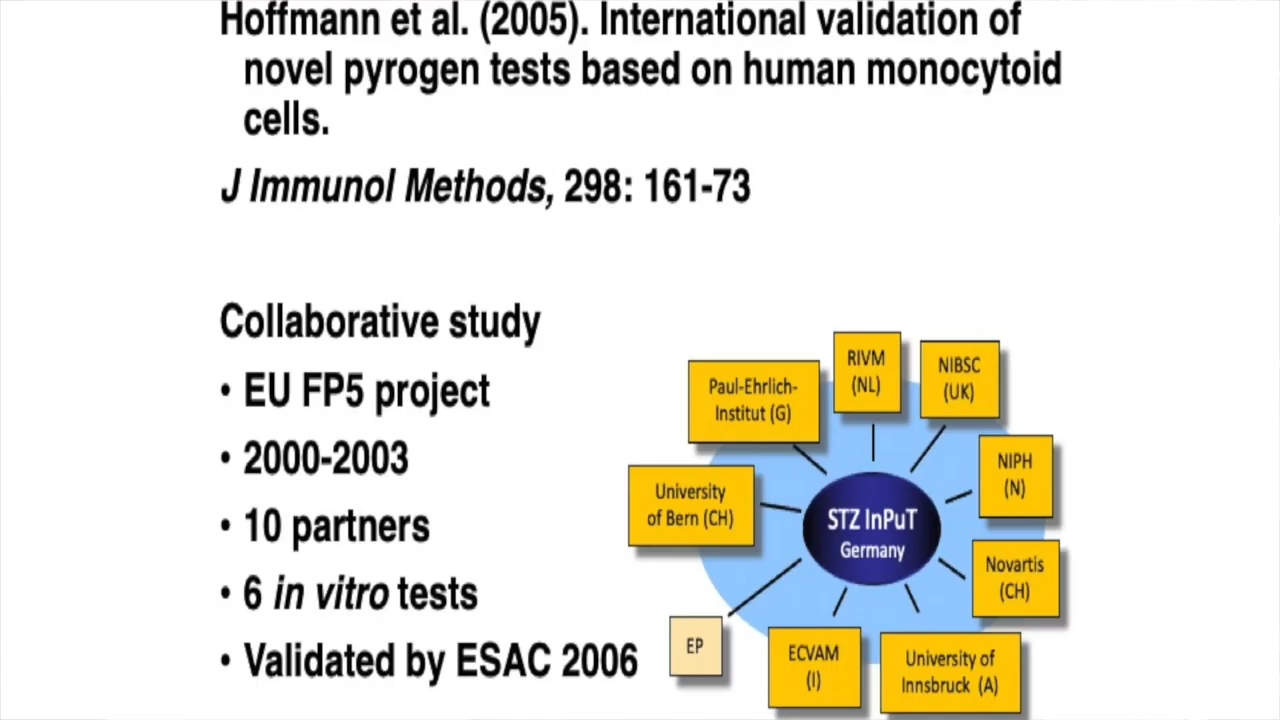 Hoffmann et al. (2005). International validation of
novel pyrogen tests based on human monocytoid
cells.
J Immunol Methods, 298: 161-73
Collaborative study
• EU FP5 project
• 2000-2003
• 10 partners
• 6 in vitro tests
• Validated by ESAC 2006
RIVM
(NL)
NIBSC
(UK)
Paul-Ehrlich-
Institut (G)
NIPH
(N)
University
of Bern (CH)
STZ InPuT
Germany
Novartis
(CH)
EP
ECVAM
(I)
University of
Innsbruck (A)